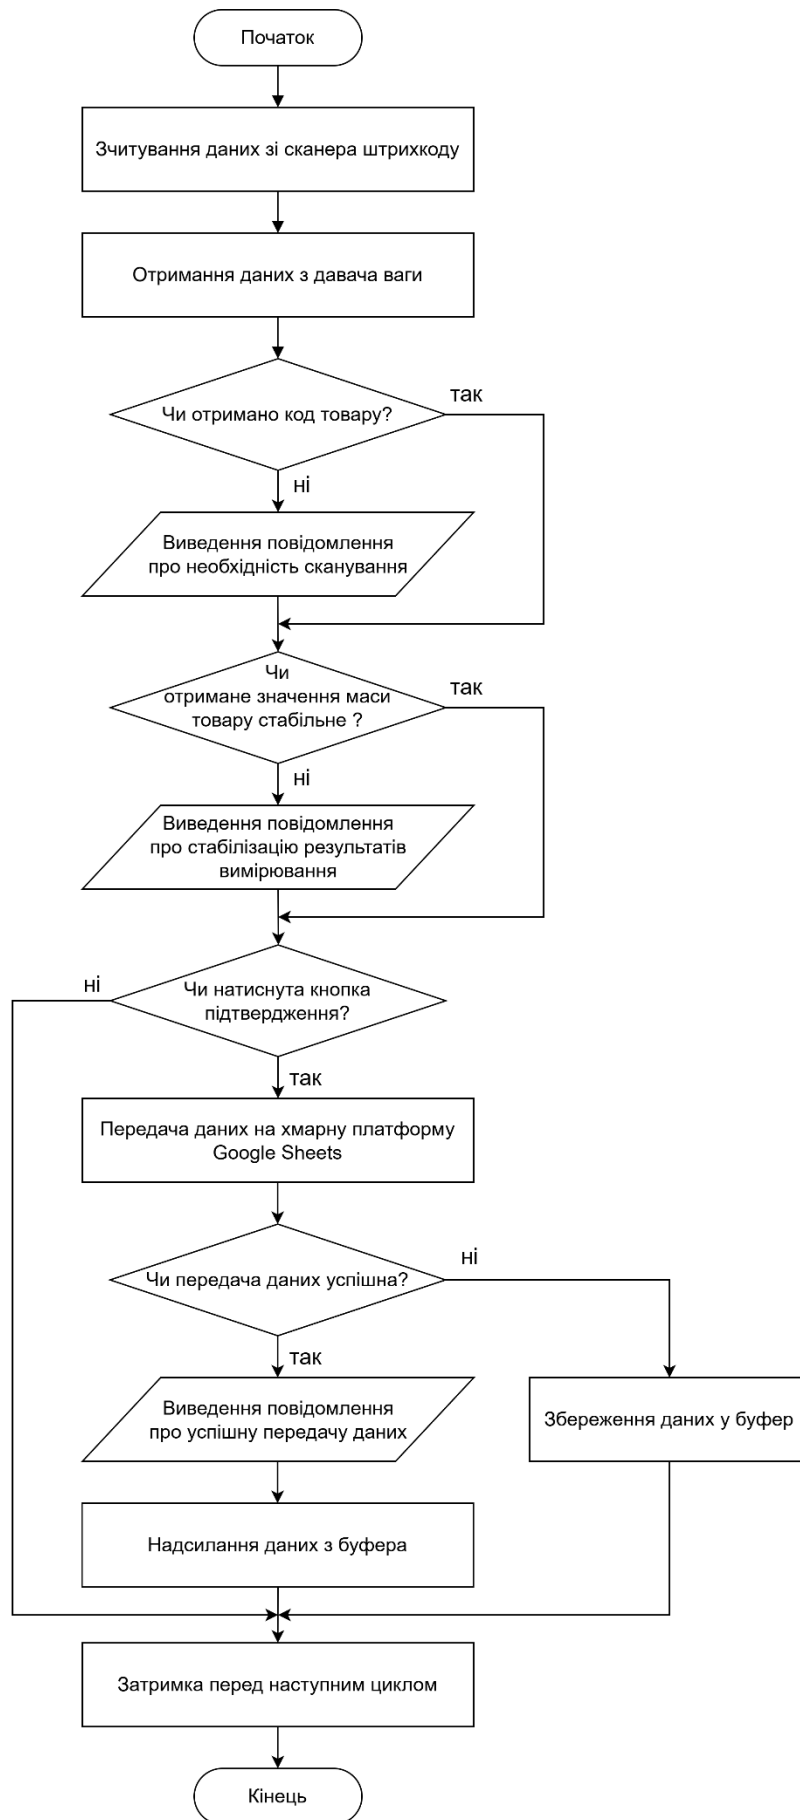 Початок
Зчитування даних зі сканера штрихкоду
Отримання даних з давача ваги
Чи отримано код товару?
так
ні
Виведення повідомлення
про необхідність сканування
Чи
отримане значення маси
товару стабільне ?
так
ні
Виведення повідомлення
про стабілізацію результатів
вимірювання
Чи натиснута кнопка
підтвердження?
ні
так
Передача даних на хмарну платформу
Google Sheets
Чи передача даних успішна?
ні
так
Виведення повідомлення
про успішну передачу даних
Збереження даних у буфер
Надсилання даних з буфера
Затримка перед наступним циклом
Кінець